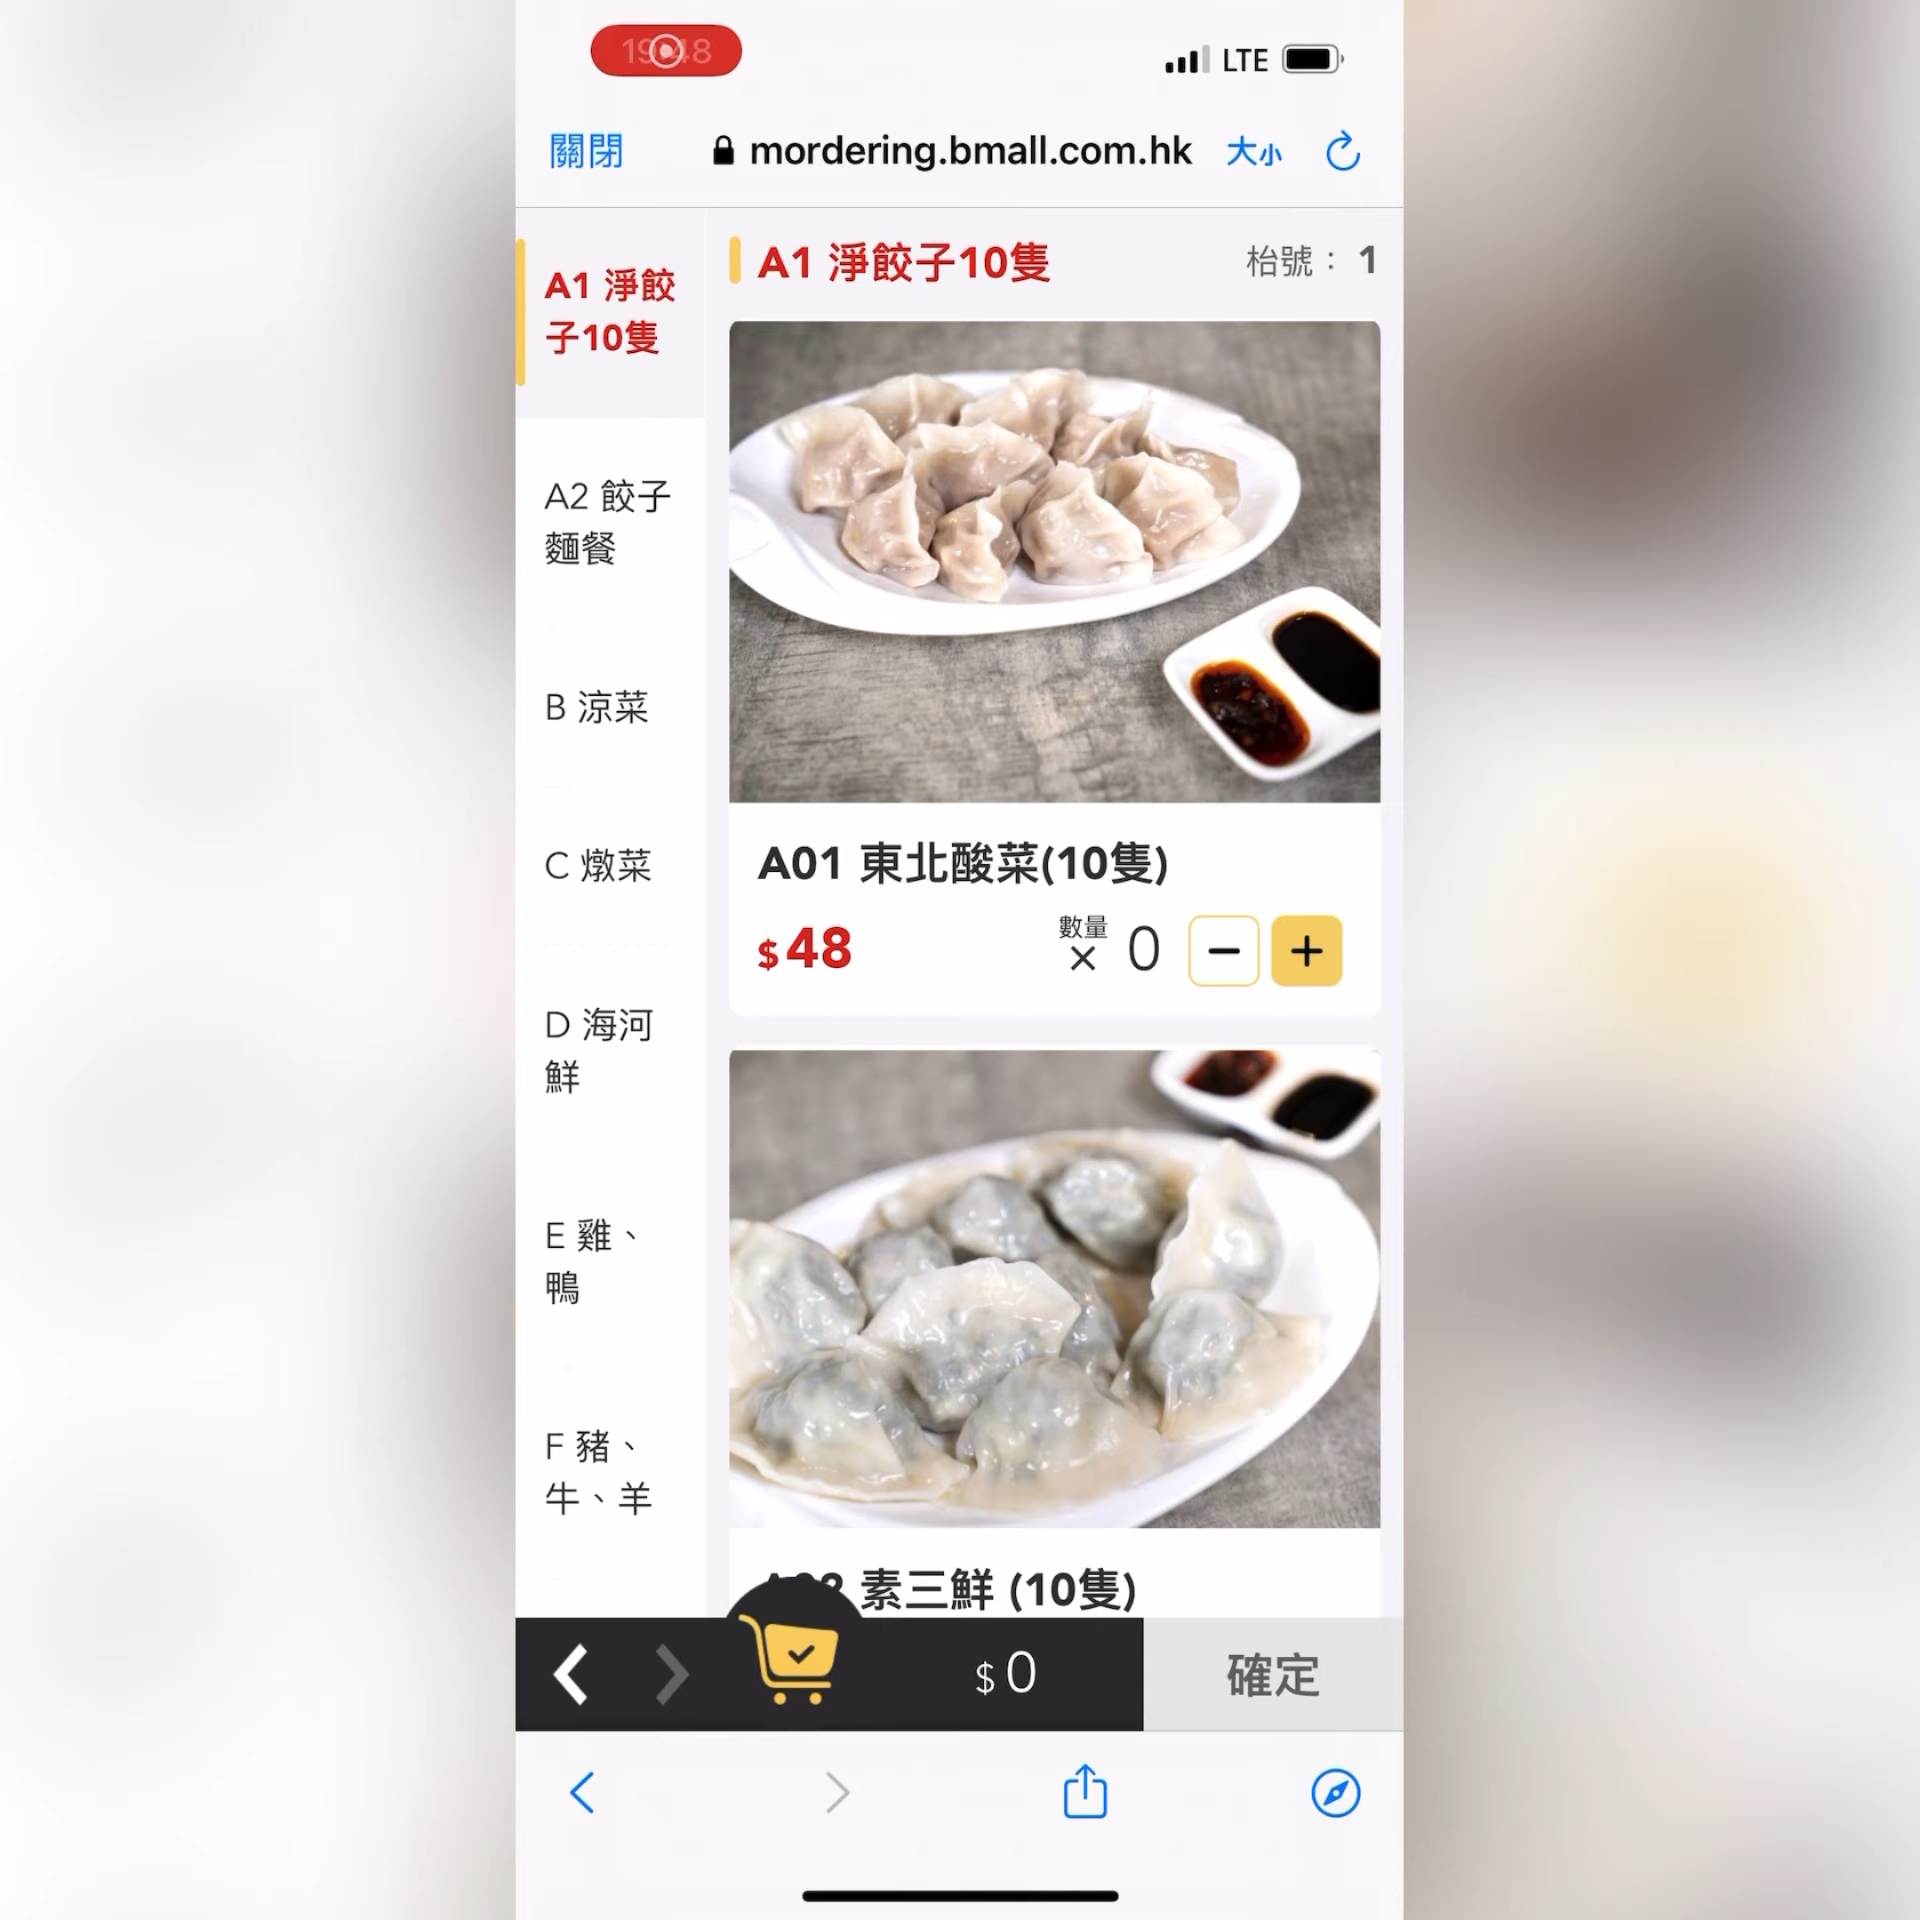 19:48
LTE
關閉
mordering.bmall.com.hk
大小
A1 淨餃
子10隻
A2 餃子
麵餐
B 涼菜
C 燉菜
D 海河
鮮
E 雞、
鴨
F 豬、
牛、羊
A1 淨餃子10隻
枱號： 1
A01 東北酸菜(10隻)
$48
數量
× 0
− +
素三鮮 (10隻)
$0
確定